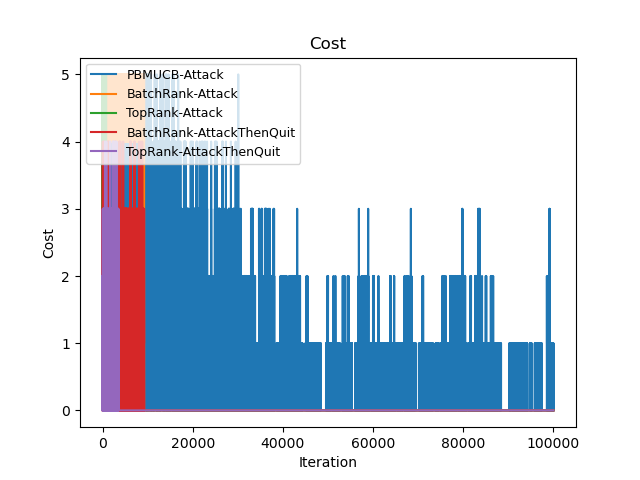 Cost
5
4
3
2
1
0
Cost
PBMUCB-Attack
BatchRank-Attack
TopRank-Attack
BatchRank-AttackThenQuit
TopRank-AttackThenQuit
0 20000 40000 60000 80000 100000
Iteration